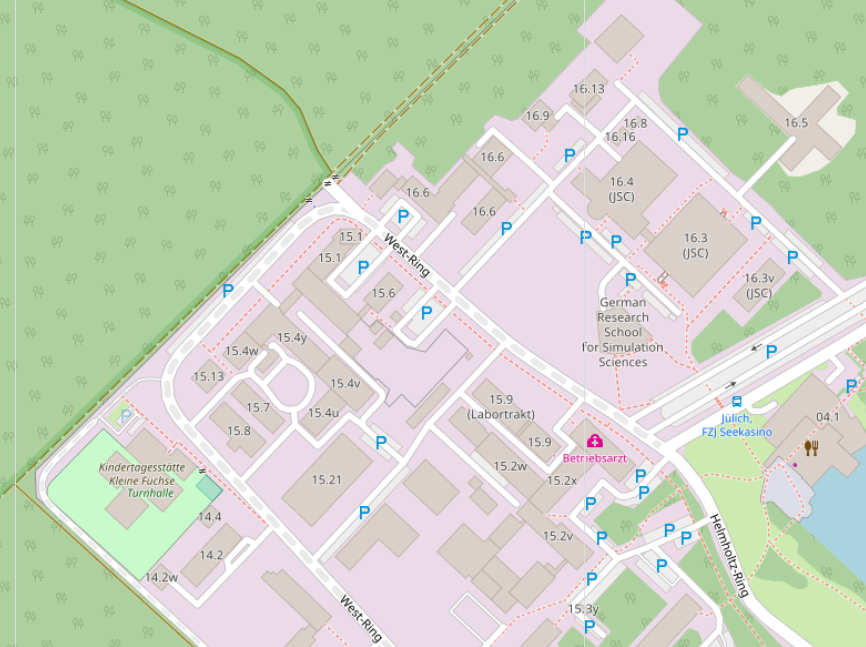 16.13
16.9
16.8
16.16
P
P
16.5
16.6
16.4
(JSC)
16.6
16.6
P
P
P
P
P
16.3
(JSC)
P
15.1
West-Ring
15.1
P
P
16.3v
(JSC)
P
15.6
German
Research
School
for Simulation
Sciences
P
15.4y
15.4w
P
15.13
15.4v
P
15.7
15.4u
15.9
(Labortrakt)
Jülich,
FZJ Seekasino
04.1
P
15.8
P
15.9
Betriebsarzt
Kindertagesstätte
Kleine Füchse
Turnhalle
15.21
15.2w
15.2x
P
P
P
P
14.4
Helmholtz-Ring
15.2v
P
P
P
14.2
P
14.2w
P
West-Ring
15.3y
P